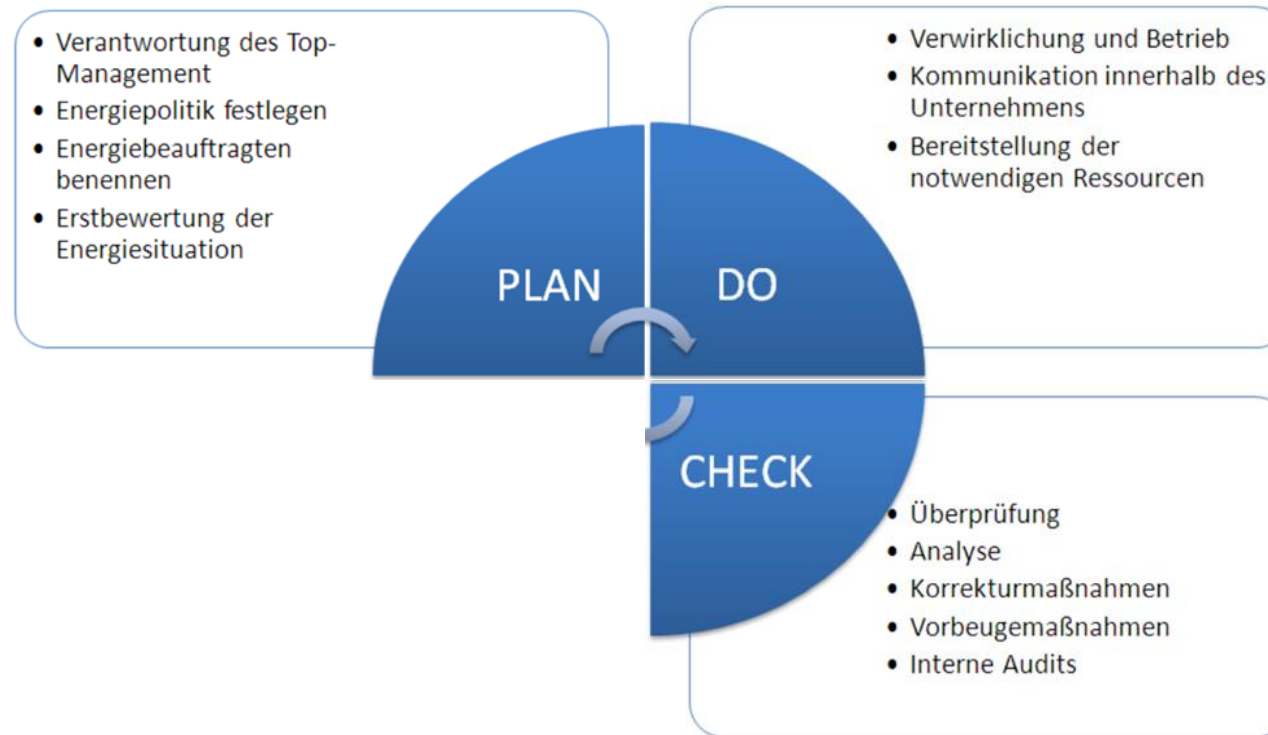 • Verantwortung des Top-
Management
• Energiepolitik festlegen
• Energiebeauftragten
benennen
• Erstbewertung der
Energiesituation
• Verwirklichung und Betrieb
• Kommunikation innerhalb des
Unternehmens
• Bereitstellung der
notwendigen Ressourcen
PLAN
DO
CHECK
• Überprüfung
• Analyse
• Korrekturmaßnahmen
• Vorbeugemaßnahmen
• Interne Audits